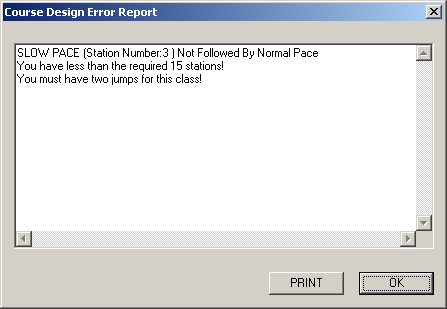 Course Design Error Report
SLOW PACE (Station Number:3 ) Not Followed By Normal Pace
You have less than the required 15 stations!
You must have two jumps for this class!
PRINT
OK